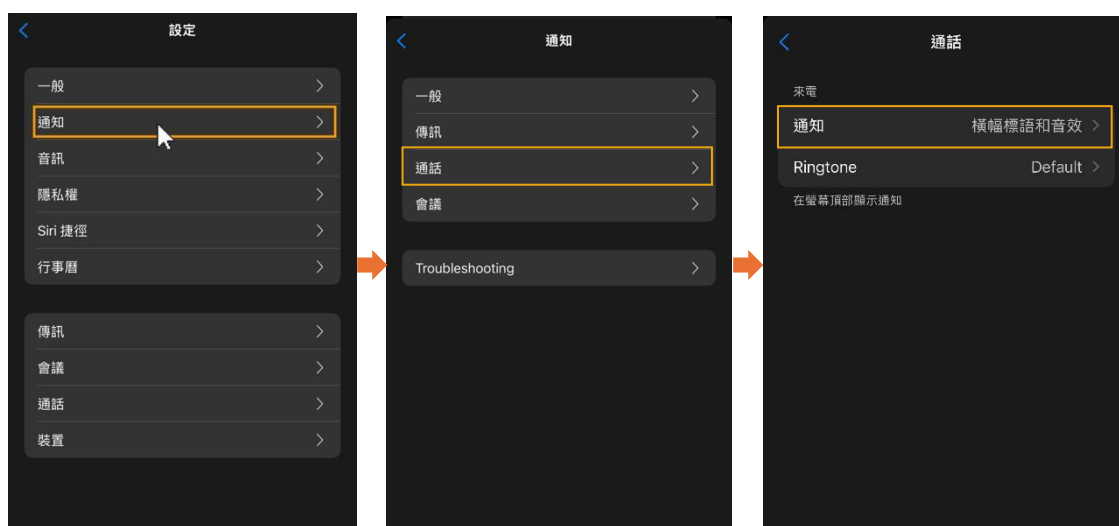 設定
一般
通知
音訊
隱私權
Siri 捷徑
行事曆
傳訊
會議
通話
裝置
通知
一般
傳訊
通話
會議
Troubleshooting
通話
來電
通知 橫幅標語和音效
Ringtone Default
在螢幕頂部顯示通知